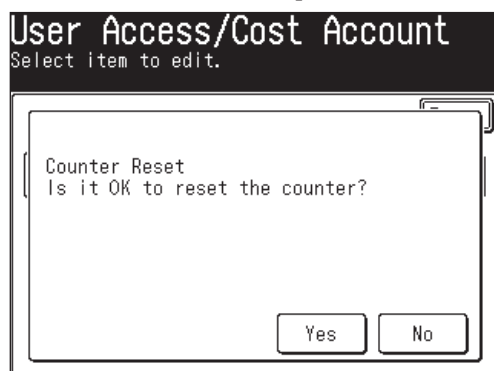 User Access/Cost Account
Select item to edit.
Counter Reset
Is it OK to reset the counter?
Yes
No